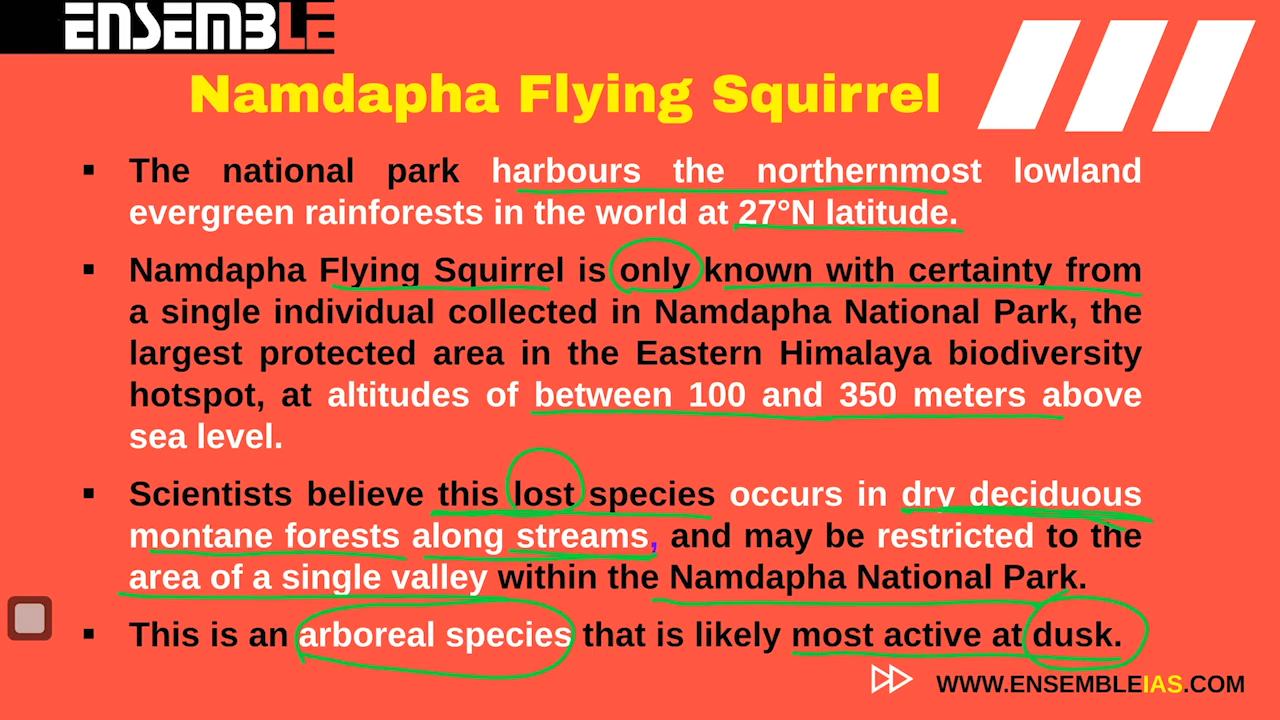 ENSEMBLE
Namdapha Flying Squirrel
▪ The national park harbours the northernmost lowland
evergreen rainforests in the world at 27°N latitude.
▪ Namdapha Flying Squirrel is only known with certainty from
a single individual collected in Namdapha National Park, the
largest protected area in the Eastern Himalaya biodiversity
hotspot, at altitudes of between 100 and 350 meters above
sea level.
▪ Scientists believe this lost species occurs in dry deciduous
montane forests along streams, and may be restricted to the
area of a single valley within the Namdapha National Park.
▪ This is an arboreal species that is likely most active at dusk.
WWW.ENSEMBLEIAS.COM